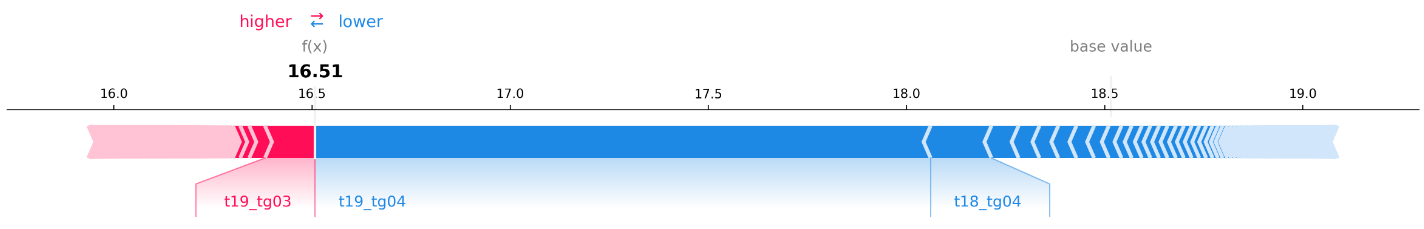 higher ⇄ lower
f(x) base value
16.51
16.0 16.5 17.0 17.5 18.0 18.5 19.0
t19_tg03 t19_tg04 t18_tg04